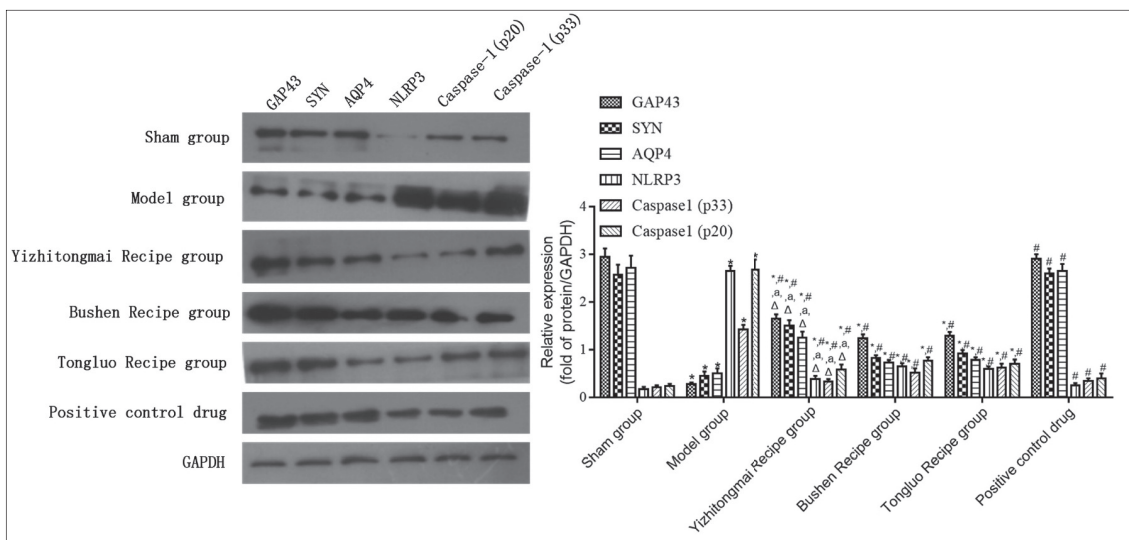 GAP43
SYN
AQP4
NLRP3
Caspase-1(p20)
Caspase-1(p33)
Sham group
Model group
Yizhitongmai Recipe group
Bushen Recipe group
Tongluo Recipe group
Positive control drug
GAPDH
GAP43
SYN
AQP4
NLRP3
Caspase1 (p33)
Caspase1 (p20)
Relative expression
(fold of protein/GAPDH)
4
3
2
1
0
* * * * * *
*,# ,a, Δ
*,# ,a, Δ
*,# ,a, Δ
*,# ,a, Δ
*,# ,a, Δ
*,# ,a, Δ
*,# *,# *,# *,# *,# *,#
*,# *,# *,# *,# *,# *,#
# # # # # #
Sham group
Model group
Yizhitongmai Recipe group
Bushen Recipe group
Tongluo Recipe group
Positive control drug